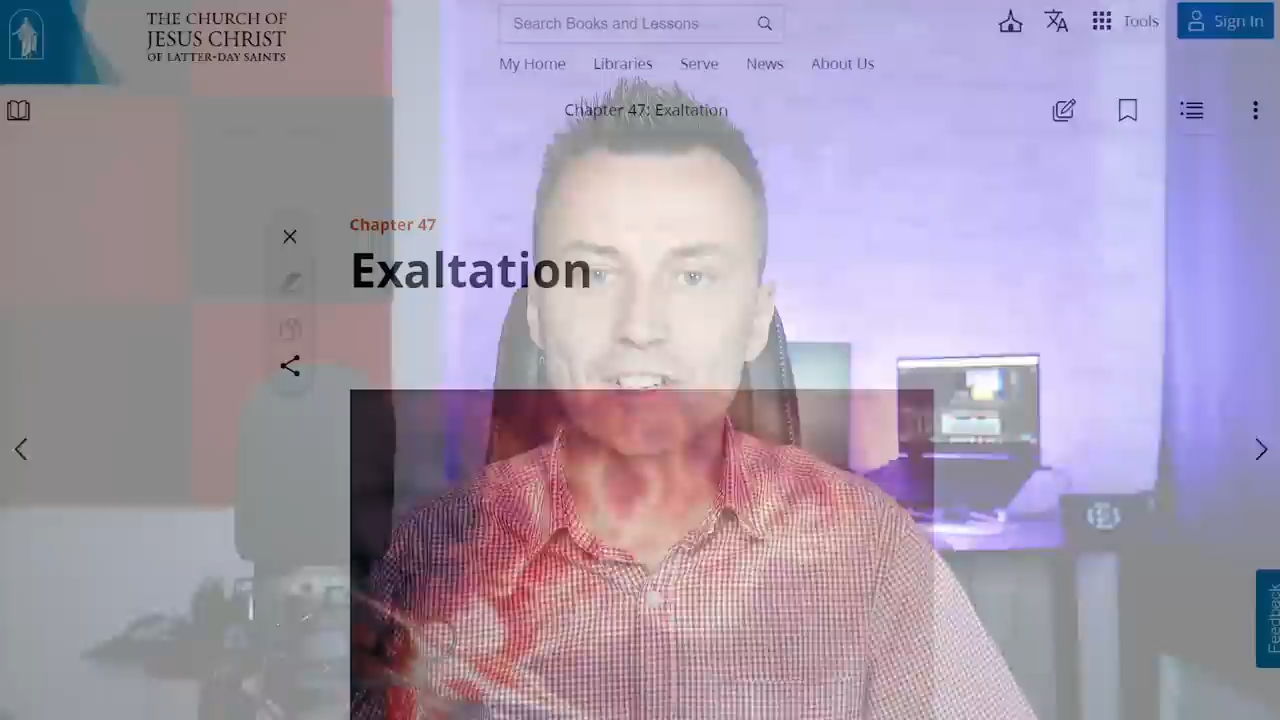 THE CHURCH OF
JESUS CHRIST
OF LATTER-DAY SAINTS
Search Books and Lessons
Tools
Sign In
My Home
Libraries
Serve
News
About Us
Chapter 47: Exaltation
Chapter 47
Exaltation
Feedback